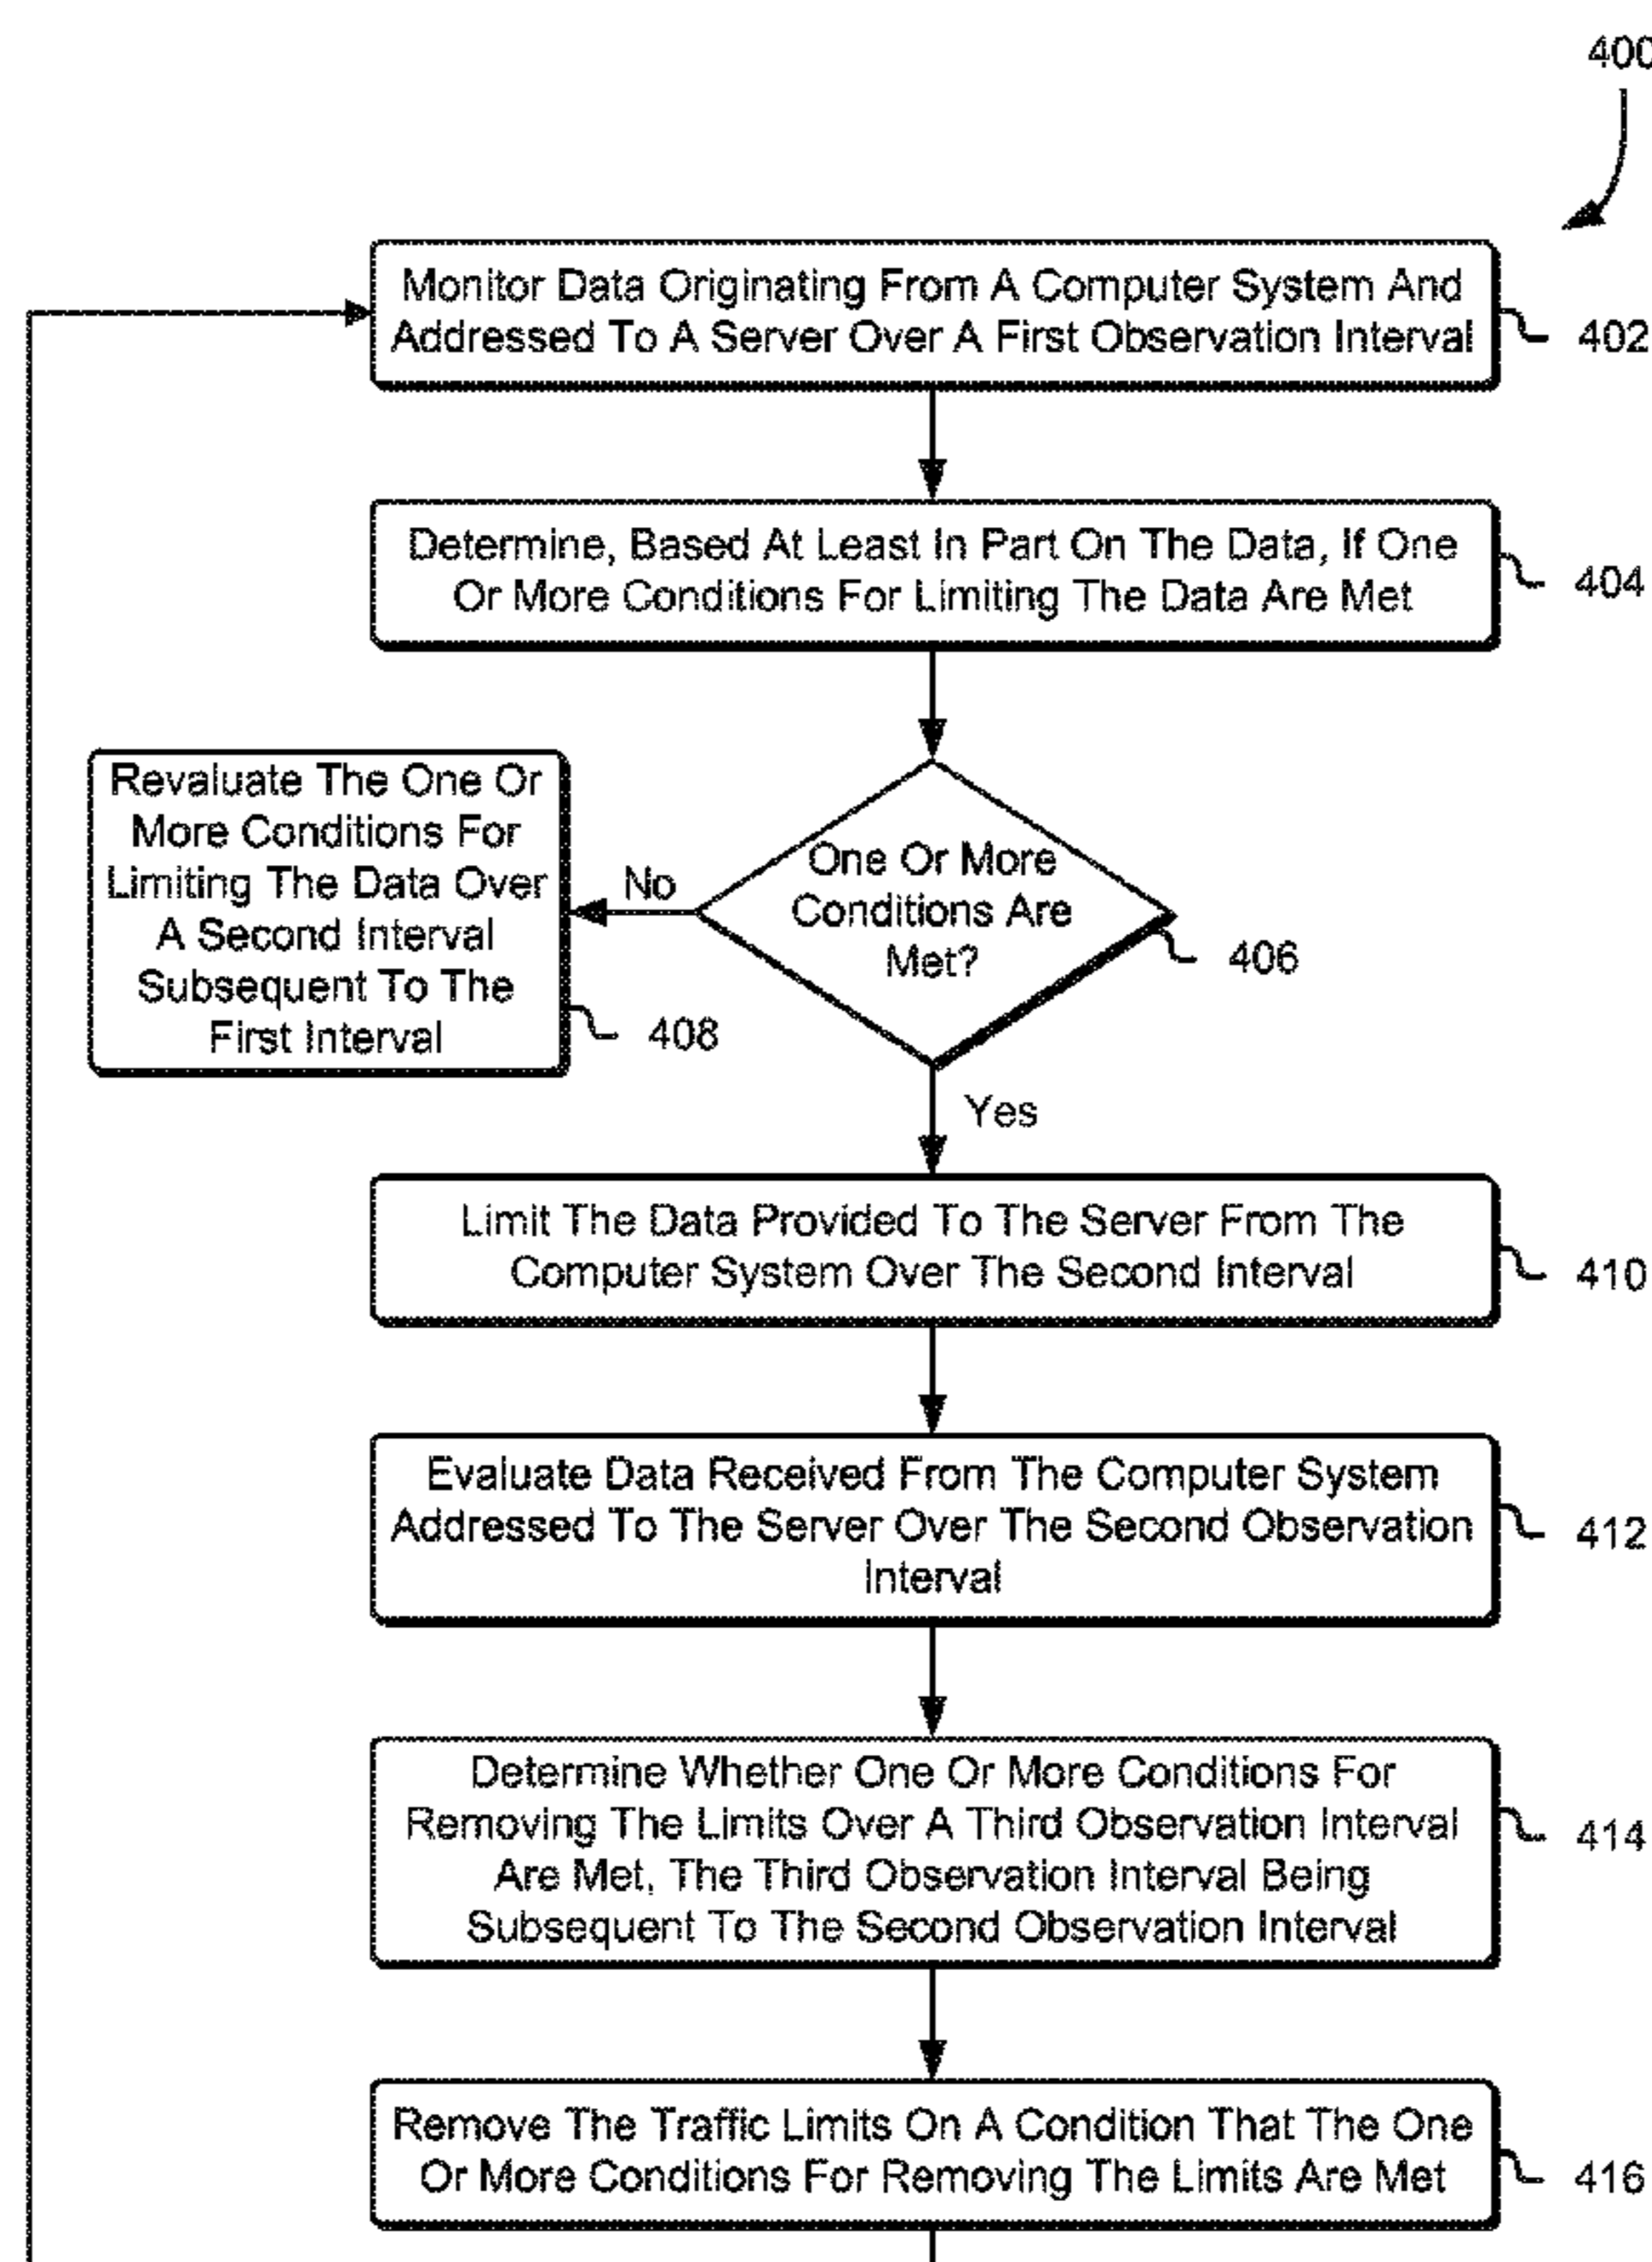 400
Monitor Data Originating From A Computer System And
Addressed To A Server Over A First Observation Interval
402
Determine, Based At Least In Part On The Data, If One
Or More Conditions For Limiting The Data Are Met
404
One Or More
Conditions Are
Met?
406
No
Revaluate The One Or
More Conditions For
Limiting The Data Over
A Second Interval
Subsequent To The
First Interval
408
Yes
Limit The Data Provided To The Server From The
Computer System Over The Second Interval
410
Evaluate Data Received From The Computer System
Addressed To The Server Over The Second Observation
Interval
412
Determine Whether One Or More Conditions For
Removing The Limits Over A Third Observation Interval
Are Met, The Third Observation Interval Being
Subsequent To The Second Observation Interval
414
Remove The Traffic Limits On A Condition That The One
Or More Conditions For Removing The Limits Are Met
416